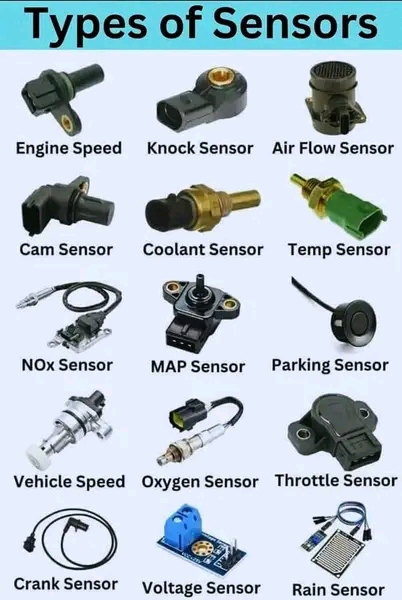 Types of Sensors
Engine Speed
Knock Sensor
Air Flow Sensor
Cam Sensor
Coolant Sensor
Temp Sensor
NOx Sensor
MAP Sensor
Parking Sensor
Vehicle Speed
Oxygen Sensor
Throttle Sensor
Crank Sensor
Voltage Sensor
Rain Sensor